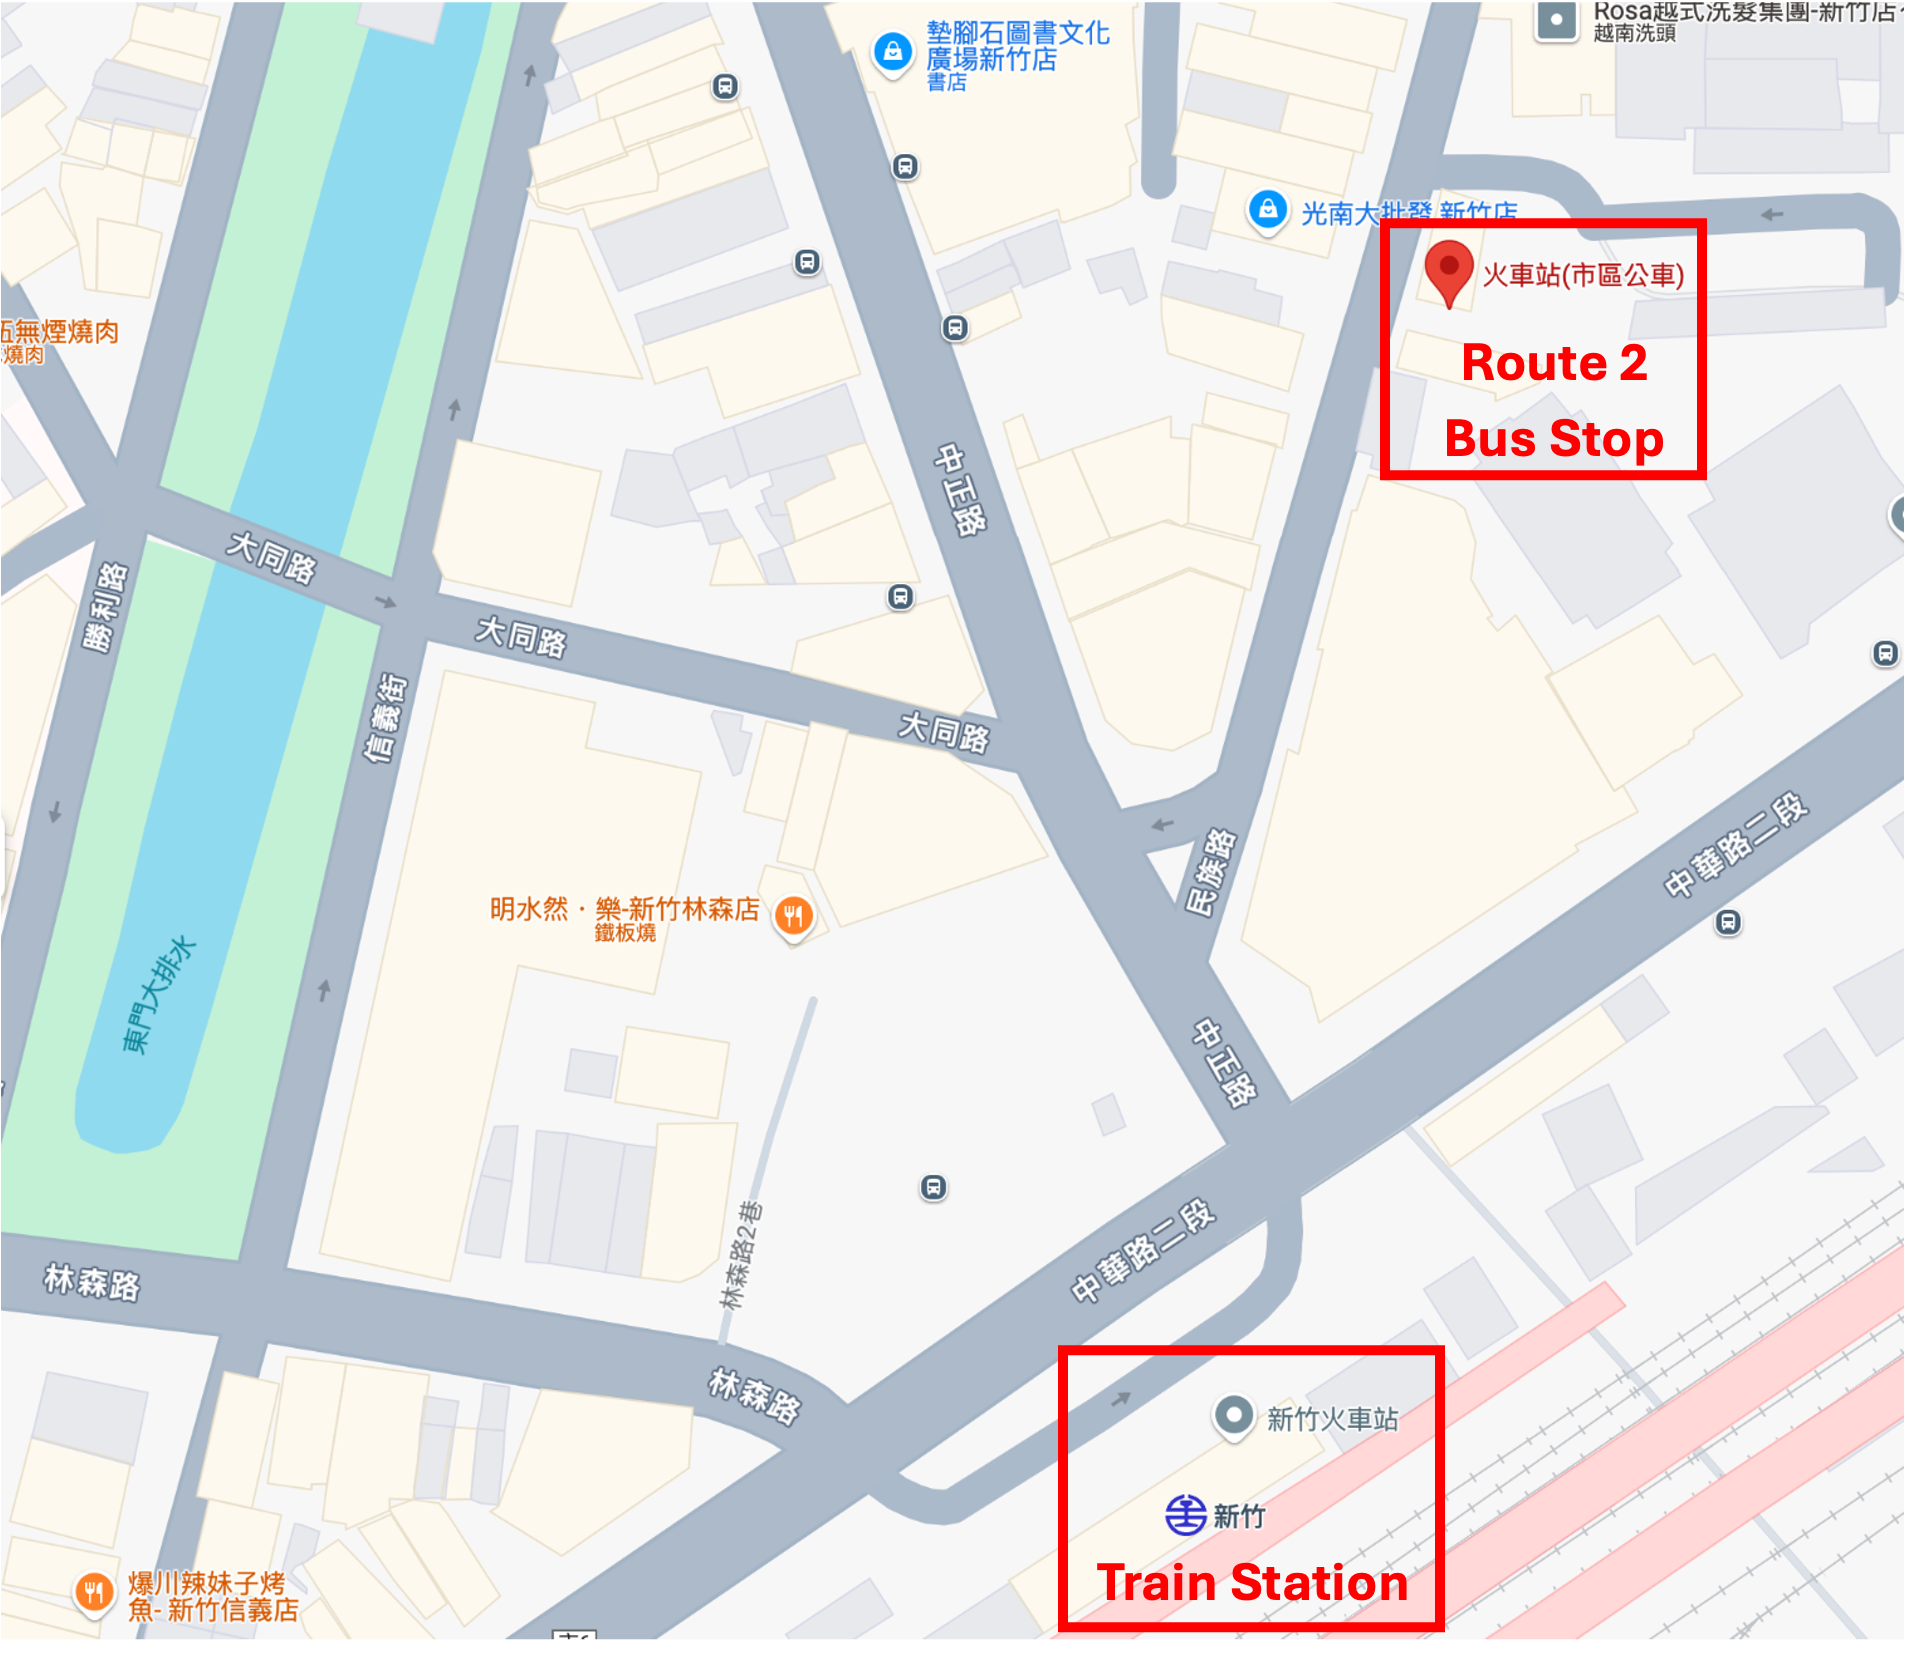 Rosa越式洗髮集團-新竹店
越南洗頭
墊腳石圖書文化
廣場新竹店
書店
光南大批發 新竹店
火車站(市區公車)
Route 2
Bus Stop
伍無煙燒肉
燒肉
中正路
大同路
勝利路
大同路
信義街
大同路
民族路
中華路二段
明水然・樂-新竹林森店
鐵板燒
東門大排水
中正路
林森路2巷
中華路二段
林森路
林森路
新竹火車站
新竹
Train Station
爆川辣妹子烤
魚- 新竹信義店